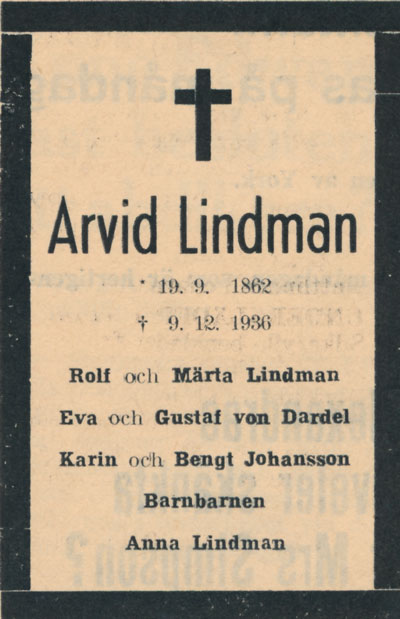 Arvid Lindman
* 19. 9. 1862
† 9. 12. 1936
Rolf och Märta Lindman
Eva och Gustaf von Dardel
Karin och Bengt Johansson
Barnbarnen
Anna Lindman